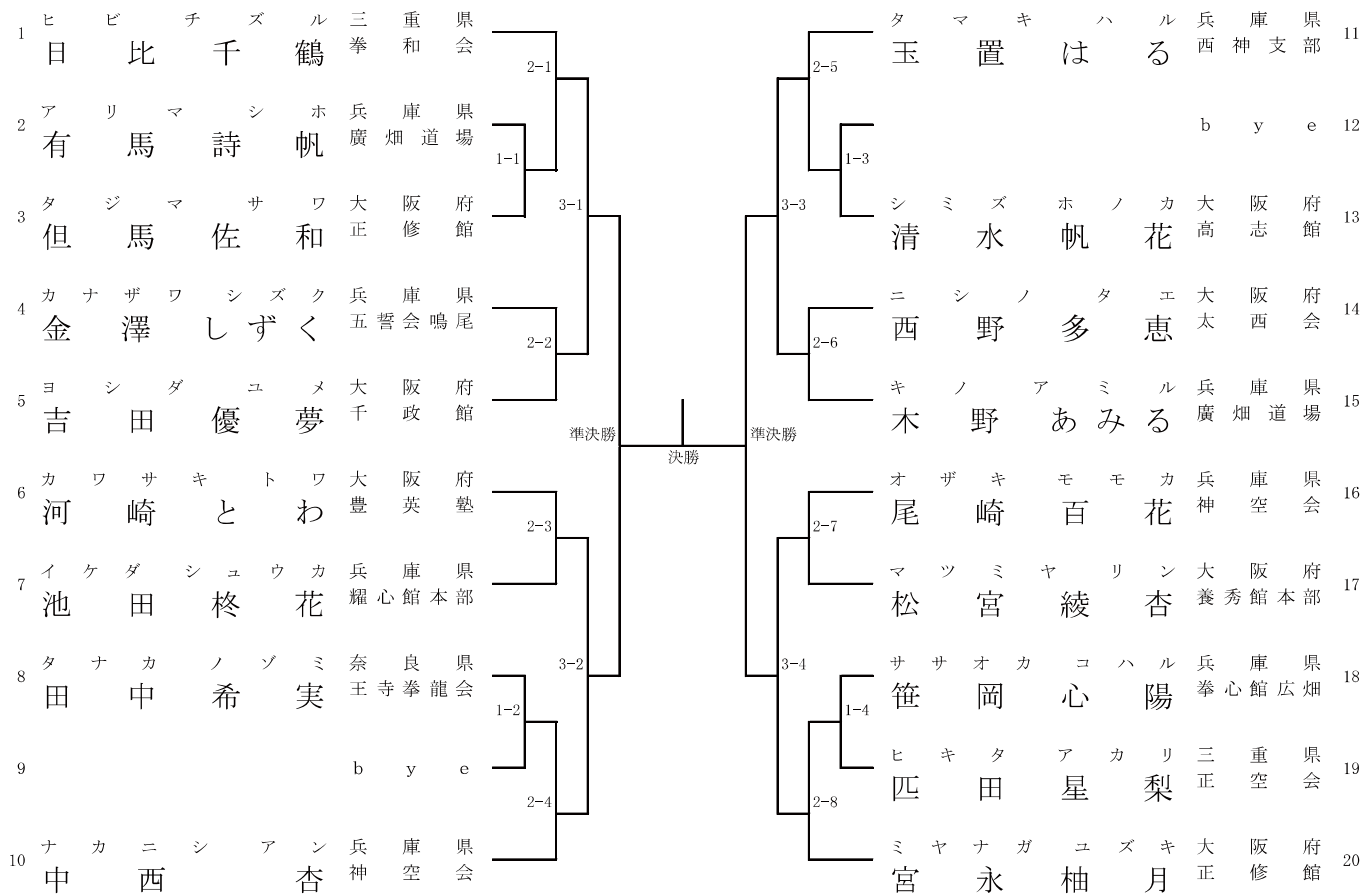 ヒビチズル 三重県
1 日比千鶴 拳和会
2-1
アリマシホ 兵庫県
2 有馬詩帆 廣畑道場
1-1
タジマサワ 大阪府
3 但馬佐和 正修館
3-1
カナザワシズク 兵庫県
4 金澤しずく 五誓会鳴尾
2-2
ヨシダユメ 大阪府
5 吉田優夢 千政館
準決勝
カワサキトワ 大阪府
6 河崎とわ 豊英塾
2-3
イケダシュウカ 兵庫県
7 池田柊花 耀心館本部
3-2
タナカノゾミ 奈良県
8 田中希実 王寺拳龍会
1-2
9 bye
2-4
ナカニシアン 兵庫県
10 中西杏 神空会
決勝
タマキハル 兵庫県
玉置はる 西神支部 11
2-5
bye 12
1-3
シミズホノカ 大阪府
清水帆花 高志館 13
3-3
ニシノタエ 大阪府
西野多恵 太西会 14
2-6
キノアミル 兵庫県
木野あみる 廣畑道場 15
準決勝
オザキモモカ 兵庫県
尾崎百花 神空会 16
2-7
マツミヤリン 大阪府
松宮綾杏 養秀館本部 17
3-4
ササオカコハル 兵庫県
笹岡心陽 拳心館広畑 18
1-4
ヒキタアカリ 三重県
匹田星梨 正空会 19
2-8
ミヤナガユズキ 大阪府
宮永柚月 正修館 20